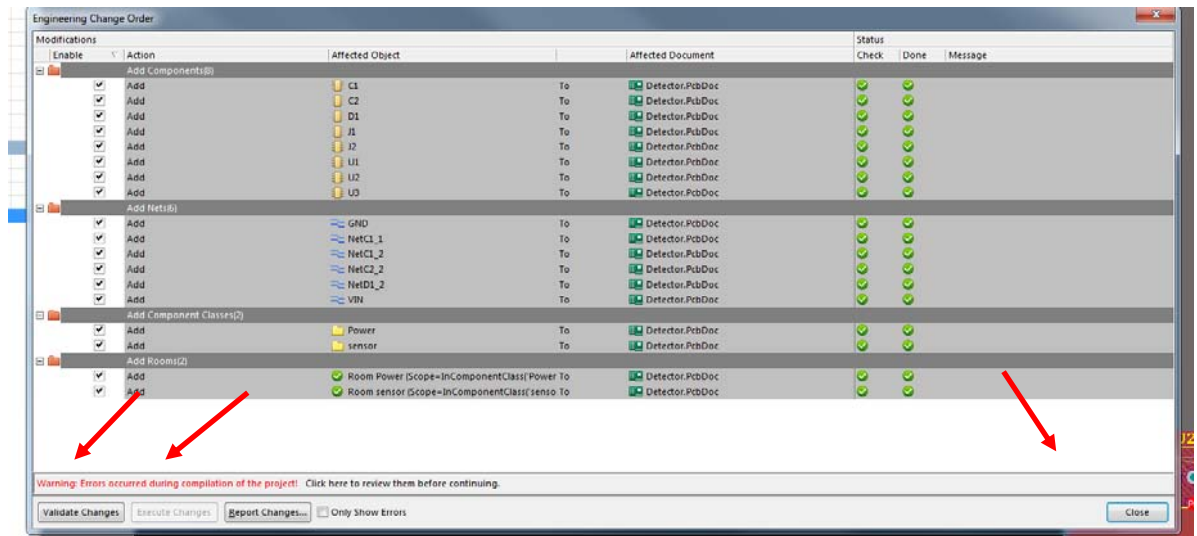 Engineering Change Order
Modifications Status
Enable Action Affected Object Affected Document Check Done Message
Add Components(8)
Add C1 To Detector.PcbDoc
Add C2 To Detector.PcbDoc
Add D1 To Detector.PcbDoc
Add J1 To Detector.PcbDoc
Add J2 To Detector.PcbDoc
Add U1 To Detector.PcbDoc
Add U2 To Detector.PcbDoc
Add U3 To Detector.PcbDoc
Add Nets(6)
Add GND To Detector.PcbDoc
Add NetC1_1 To Detector.PcbDoc
Add NetC1_2 To Detector.PcbDoc
Add NetC2_2 To Detector.PcbDoc
Add NetD1_2 To Detector.PcbDoc
Add VIN To Detector.PcbDoc
Add Component Classes(2)
Add Power To Detector.PcbDoc
Add sensor To Detector.PcbDoc
Add Rooms(2)
Add Room Power (Scope=InComponentClass('Power To Detector.PcbDoc
Add Room sensor (Scope=InComponentClass('senso To Detector.PcbDoc
Warning: Errors occurred during compilation of the project! Click here to review them before continuing.
Validate Changes Execute Changes Report Changes... Only Show Errors Close